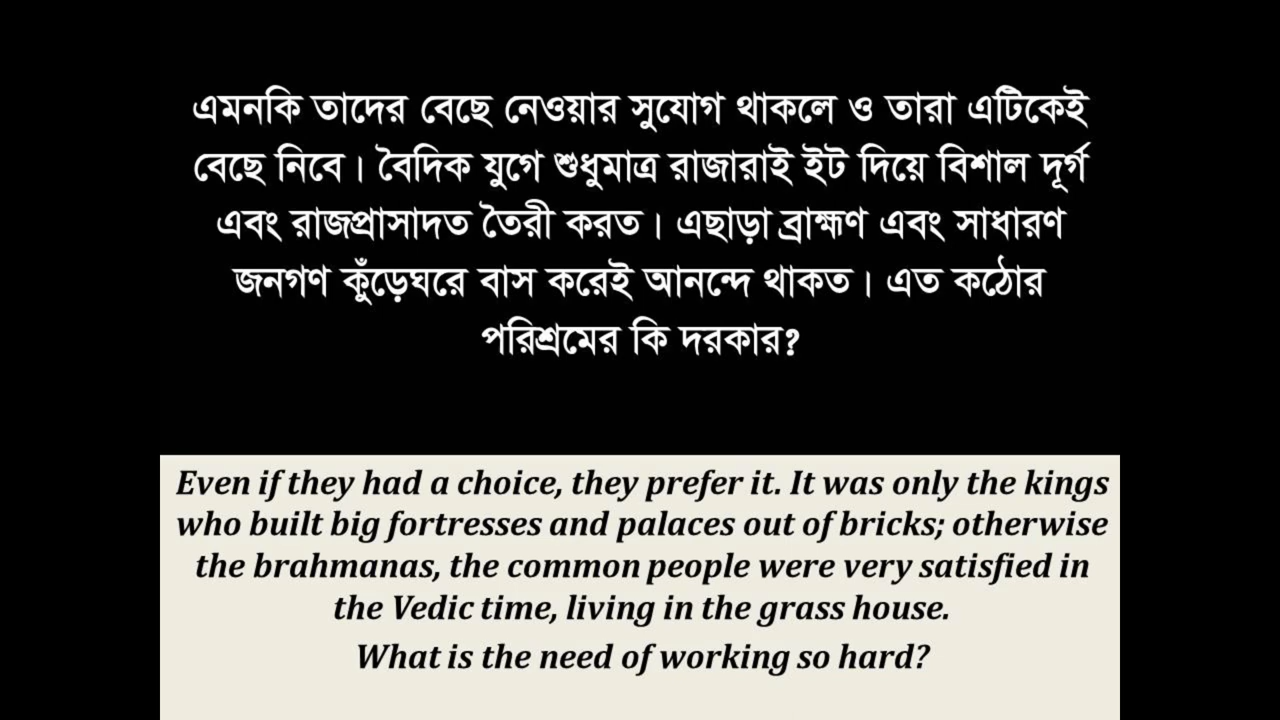 এমনকি তাদের বেছে নেওয়ার সুযোগ থাকলে ও তারা এটিকেই
বেছে নিবে। বৈদিক যুগে শুধুমাত্র রাজারাই ইট দিয়ে বিশাল দূর্গ
এবং রাজপ্রাসাদত তৈরী করত। এছাড়া ব্রাহ্মণ এবং সাধারণ
জনগণ কুঁড়েঘরে বাস করেই আনন্দে থাকত। এত কঠোর
পরিশ্রমের কি দরকার?
Even if they had a choice, they prefer it. It was only the kings
who built big fortresses and palaces out of bricks; otherwise
the brahmanas, the common people were very satisfied in
the Vedic time, living in the grass house.
What is the need of working so hard?